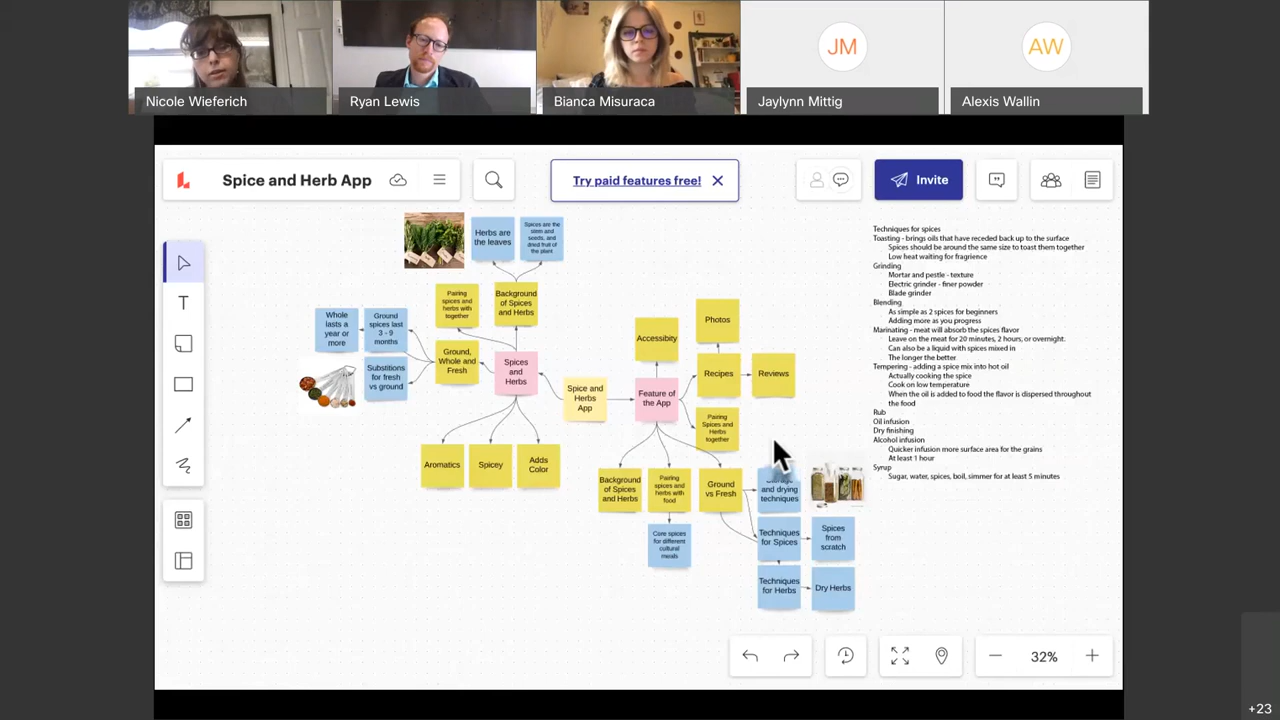 Nicole Wieferich
Ryan Lewis
Bianca Misuraca
JM
Jaylynn Mittig
AW
Alexis Wallin
Spice and Herb App
Try paid features free!
Invite
Herbs are
the leaves
Spices are the
stem and
seeds, and
dried fruit of
the plant
Pairing
spices and
herbs with
together
Background
of Spices
and Herbs
Whole
lasts a
year or
more
Ground
spices last
3 - 9
months
Substitions
for fresh
vs ground
Ground,
Whole and
Fresh
Spices
and
Herbs
Spice and
Herbs
App
Aromatics
Spicey
Adds
Color
Accessibity
Photos
Feature of
the App
Recipes
Reviews
Pairing
Spices and
Herbs
together
Background
of Spices
and Herbs
Pairing
spices and
herbs with
food
Ground
vs Fresh
and drying
techniques
Core spices
for different
cultural
meals
Techniques
for Spices
Spices
from
scratch
Techniques
for Herbs
Dry Herbs
Techniques for spices
Toasting - brings oils that have receded back up to the surface
Spices should be around the same size to toast them together
Low heat waiting for fragrience
Grinding
Mortar and pestle - texture
Electric grinder - finer powder
Blade grinder
Blending
As simple as 2 spices for beginners
Adding more as you progress
Marinating - meat will absorb the spices flavor
Leave on the meat for 20 minutes, 2 hours, or overnight.
Can also be a liquid with spices mixed in
The longer the better
Tempering - adding a spice mix into hot oil
Actually cooking the spice
Cook on low temperature
When the oil is added to food the flavor is dispersed throughout
the food
Rub
Oil infusion
Dry finishing
Alcohol infusion
Quicker infusion more surface area for the grains
At least 1 hour
Syrup
Sugar, water, spices, boil, simmer for at least 5 minutes
32%
+23